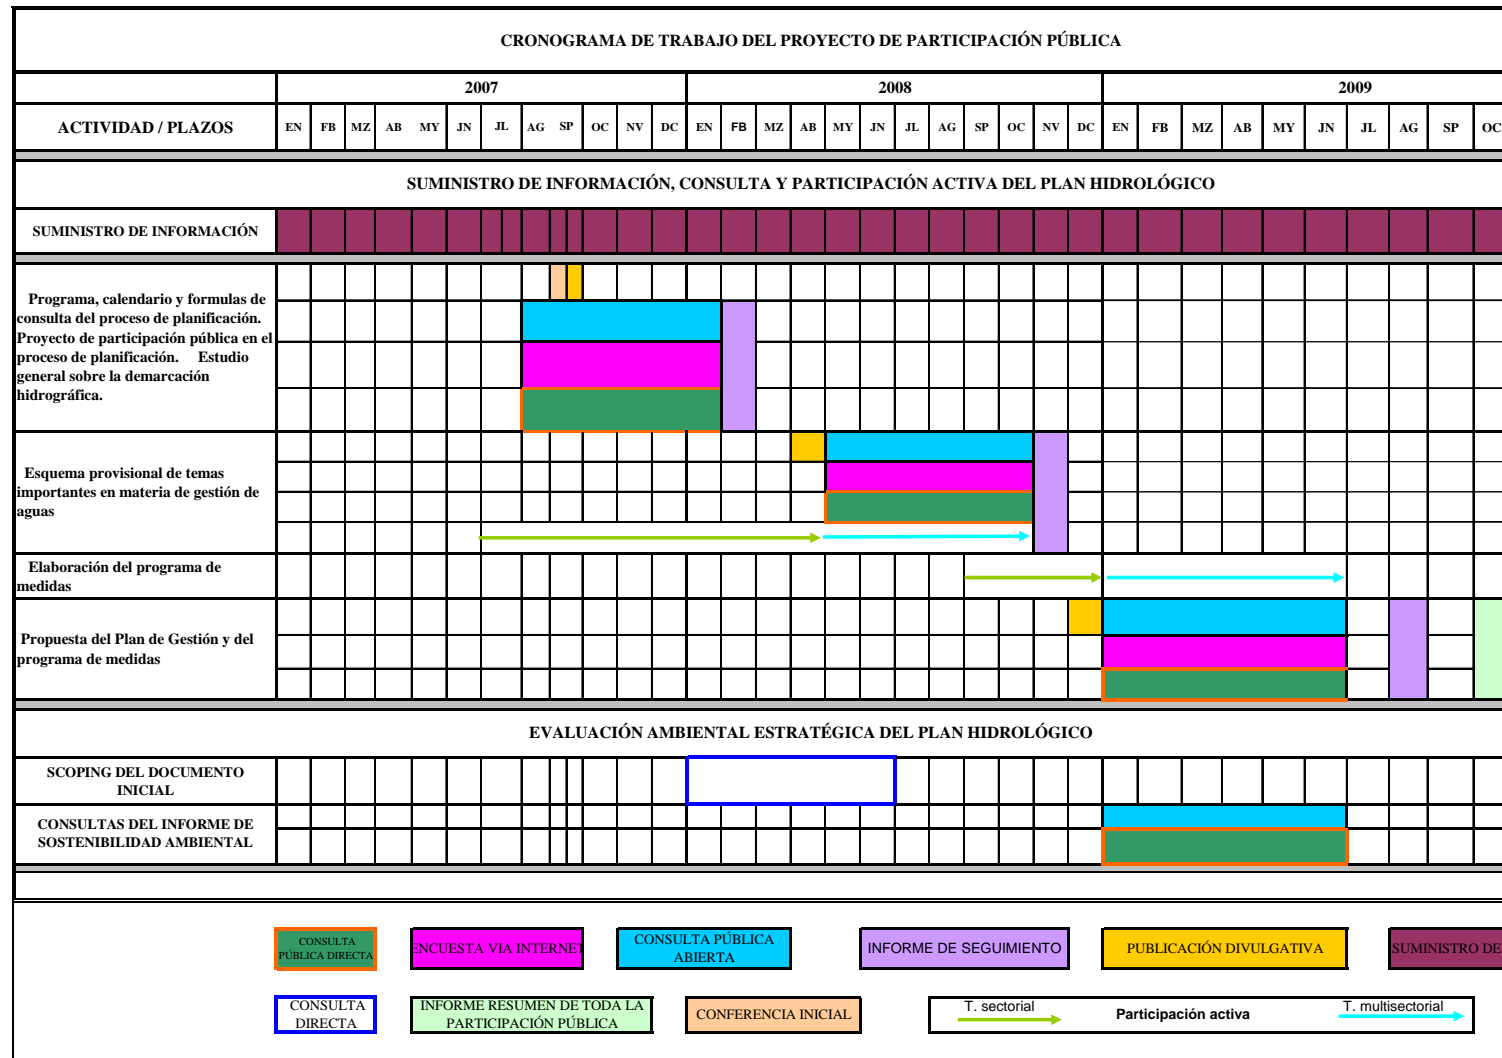 CRONOGRAMA DE TRABAJO DEL PROYECTO DE PARTICIPACIÓN PÚBLICA
2007 2008 2009
ACTIVIDAD / PLAZOS EN FB MZ AB MY JN JL AG SP OC NV DC EN FB MZ AB MY JN JL AG SP OC NV DC EN FB MZ AB MY JN JL AG SP OC
SUMINISTRO DE INFORMACIÓN, CONSULTA Y PARTICIPACIÓN ACTIVA DEL PLAN HIDROLÓGICO
SUMINISTRO DE INFORMACIÓN
Programa, calendario y formulas de
consulta del proceso de planificación.
Proyecto de participación pública en el
proceso de planificación. Estudio
general sobre la demarcación
hidrográfica.
Esquema provisional de temas
importantes en materia de gestión de
aguas
Elaboración del programa de
medidas
Propuesta del Plan de Gestión y del
programa de medidas
EVALUACIÓN AMBIENTAL ESTRATÉGICA DEL PLAN HIDROLÓGICO
SCOPING DEL DOCUMENTO
INICIAL
CONSULTAS DEL INFORME DE
SOSTENIBILIDAD AMBIENTAL
CONSULTA
PÚBLICA DIRECTA
ENCUESTA VIA INTERNET
CONSULTA PÚBLICA
ABIERTA
INFORME DE SEGUIMIENTO
PUBLICACIÓN DIVULGATIVA
SUMINISTRO DE
CONSULTA
DIRECTA
INFORME RESUMEN DE TODA LA
PARTICIPACIÓN PÚBLICA
CONFERENCIA INICIAL
T. sectorial
Participación activa
T. multisectorial